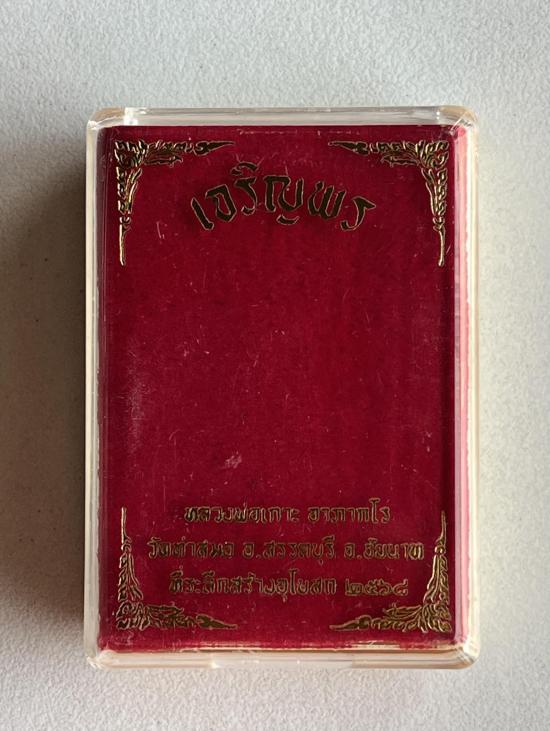 เจริญพร
หลวงพ่อเกาะ อาภากโร
วัดท่าสมอ อ.สรรคบุรี จ.ชัยนาท
ที่ระลึกสร้างอุโบสถ ๒๕๖๘